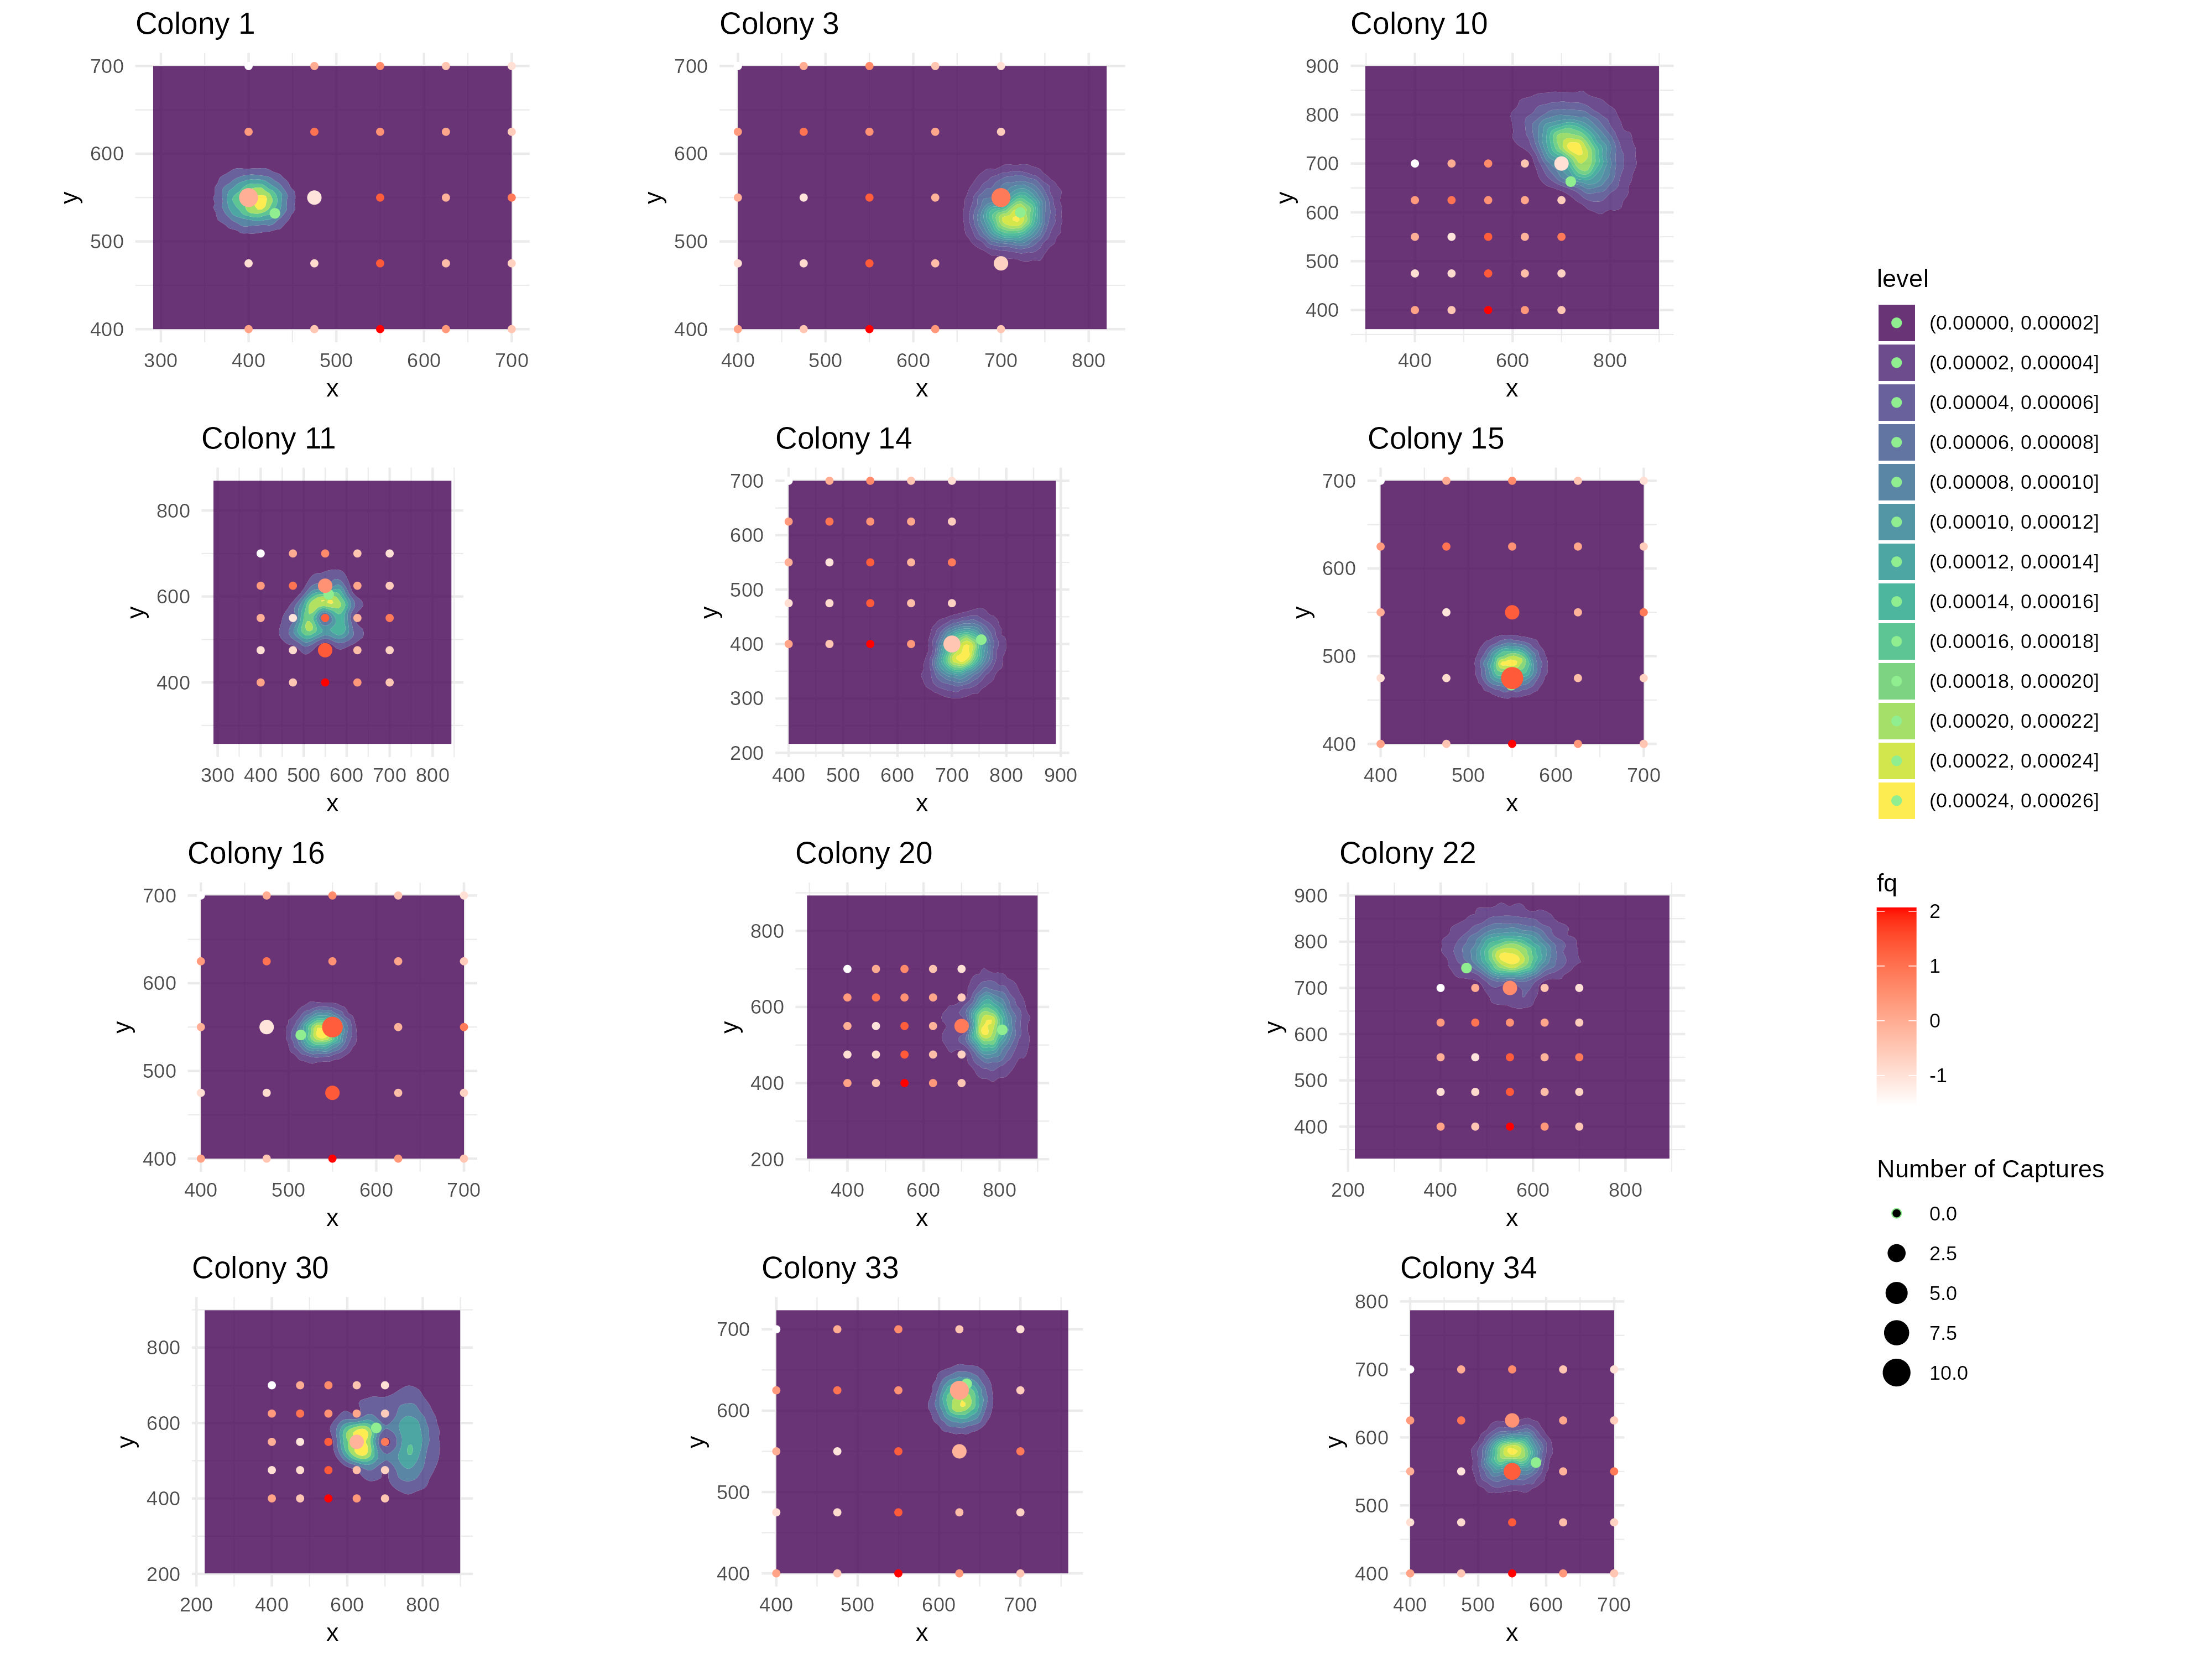 Colony 1
700
600
500
400
y
300 400 500 600 700
x
Colony 3
700
600
500
400
y
400 500 600 700 800
x
Colony 10
900
800
700
600
500
400
y
400 600 800
x
Colony 11
800
600
400
y
300 400 500 600 700 800
x
Colony 14
700
600
500
400
300
200
y
400 500 600 700 800 900
x
Colony 15
700
600
500
400
y
400 500 600 700
x
Colony 16
700
600
500
400
y
400 500 600 700
x
Colony 20
800
600
400
200
y
400 600 800
x
Colony 22
900
800
700
600
500
400
y
200 400 600 800
x
Colony 30
800
600
400
200
y
200 400 600 800
x
Colony 33
700
600
500
400
y
400 500 600 700
x
Colony 34
800
700
600
500
400
y
400 500 600 700
x
level
(0.00000, 0.00002]
(0.00002, 0.00004]
(0.00004, 0.00006]
(0.00006, 0.00008]
(0.00008, 0.00010]
(0.00010, 0.00012]
(0.00012, 0.00014]
(0.00014, 0.00016]
(0.00016, 0.00018]
(0.00018, 0.00020]
(0.00020, 0.00022]
(0.00022, 0.00024]
(0.00024, 0.00026]
fq
2
1
0
-1
Number of Captures
0.0
2.5
5.0
7.5
10.0